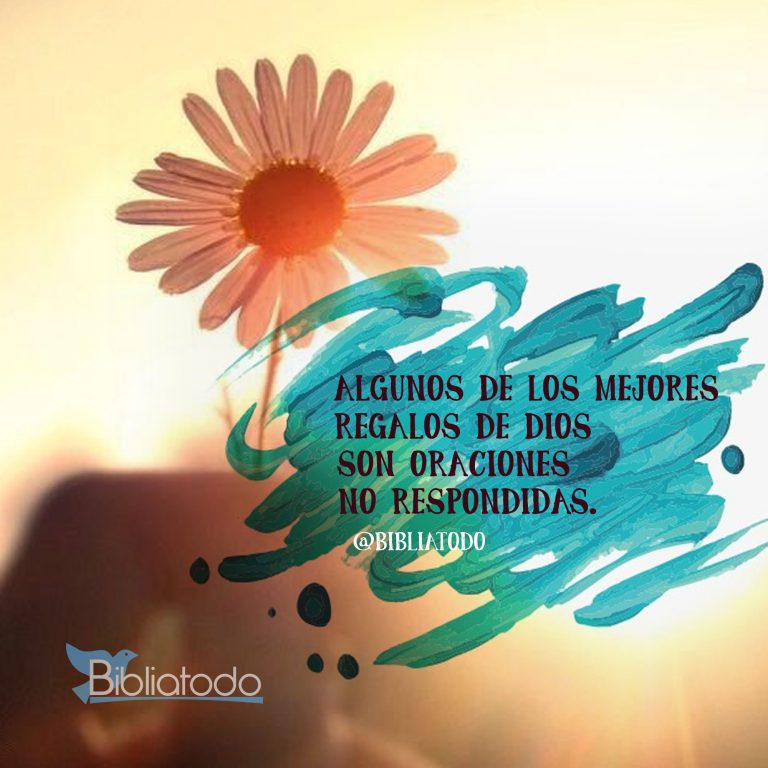 ALGUNOS DE LOS MEJORES
REGALOS DE DIOS
SON ORACIONES
NO RESPONDIDAS.
@BIBLIATODO
Bibliatodo